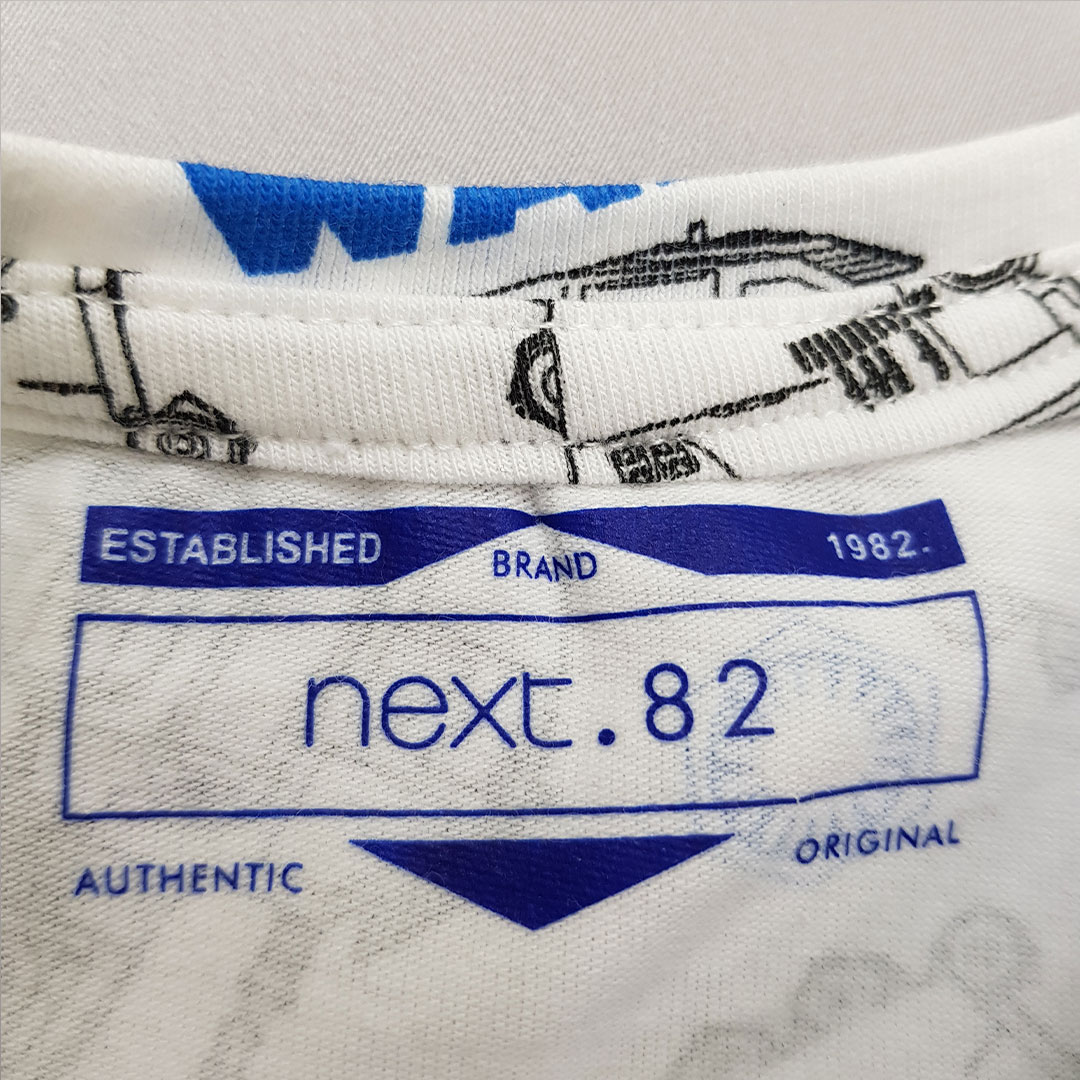 ESTABLISHED BRAND 1982.
next.82
AUTHENTIC ORIGINAL